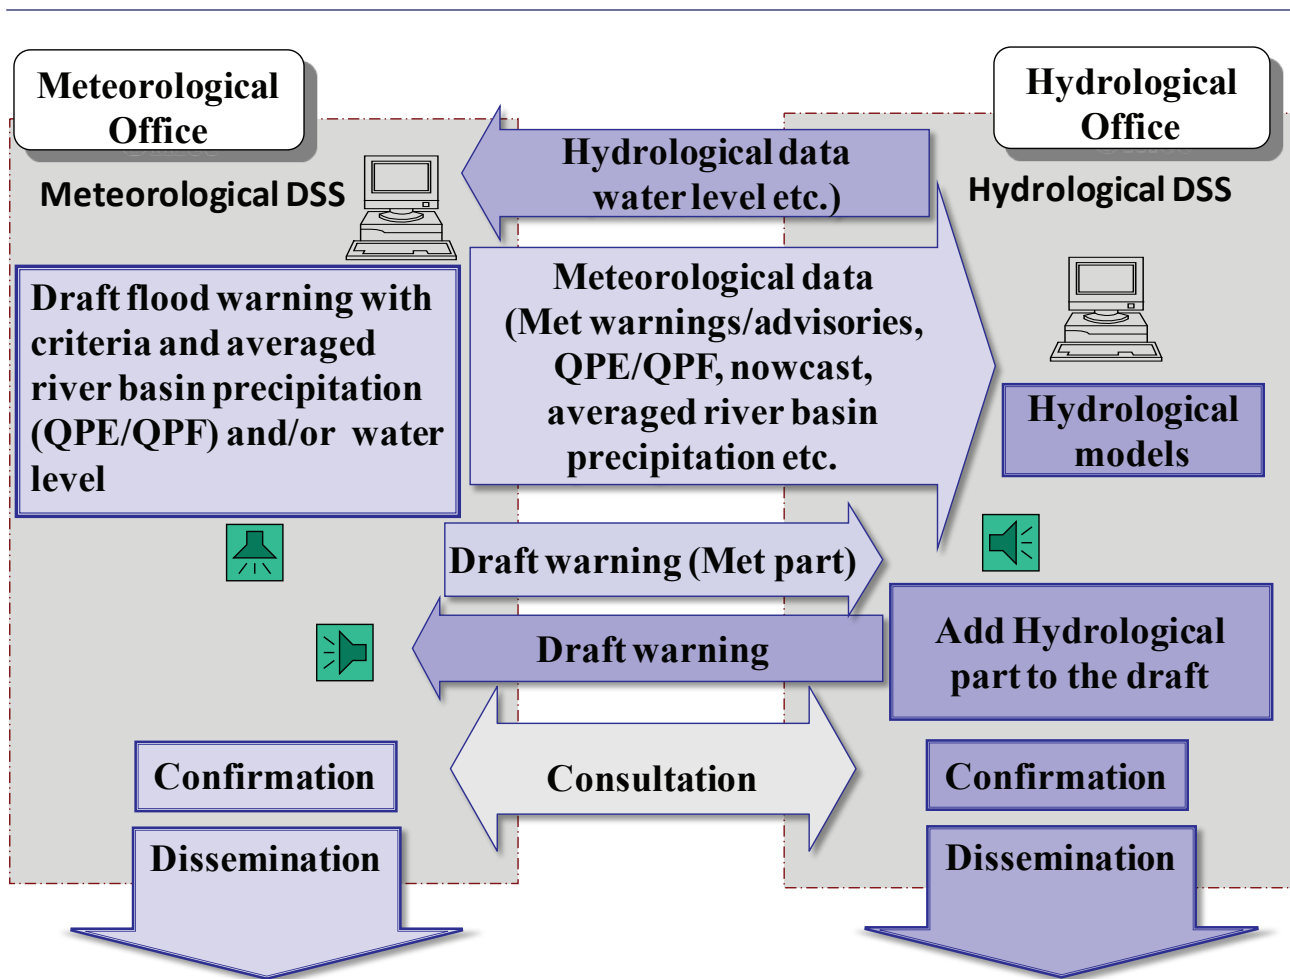 Meteorological
Office
Hydrological
Office
Meteorological DSS
Hydrological DSS
Hydrological data
water level etc.)
Draft flood warning with
criteria and averaged
river basin precipitation
(QPE/QPF) and/or water
level
Meteorological data
(Met warnings/advisories,
QPE/QPF, nowcast,
averaged river basin
precipitation etc.
Hydrological
models
Draft warning (Met part)
Draft warning
Add Hydrological
part to the draft
Consultation
Confirmation
Confirmation
Dissemination
Dissemination